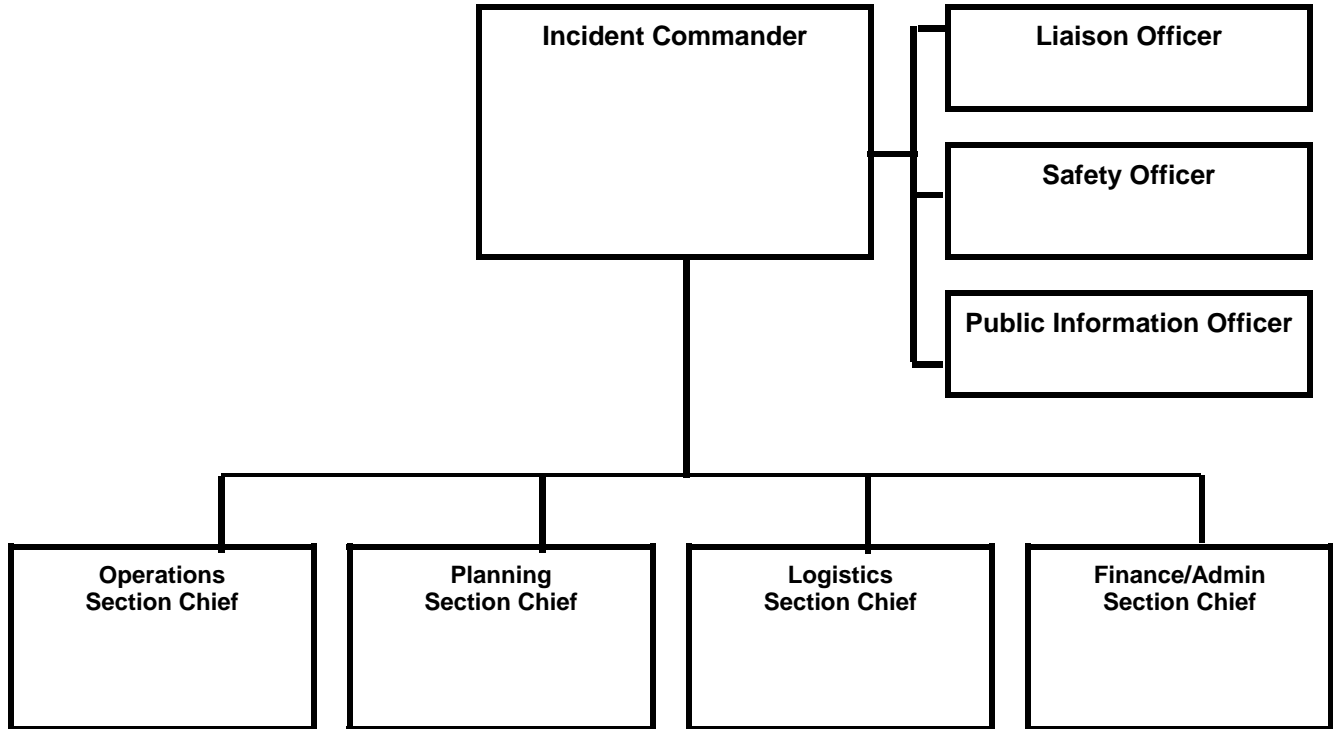 Incident Commander
Liaison Officer
Safety Officer
Public Information Officer
Operations
Section Chief
Planning
Section Chief
Logistics
Section Chief
Finance/Admin
Section Chief